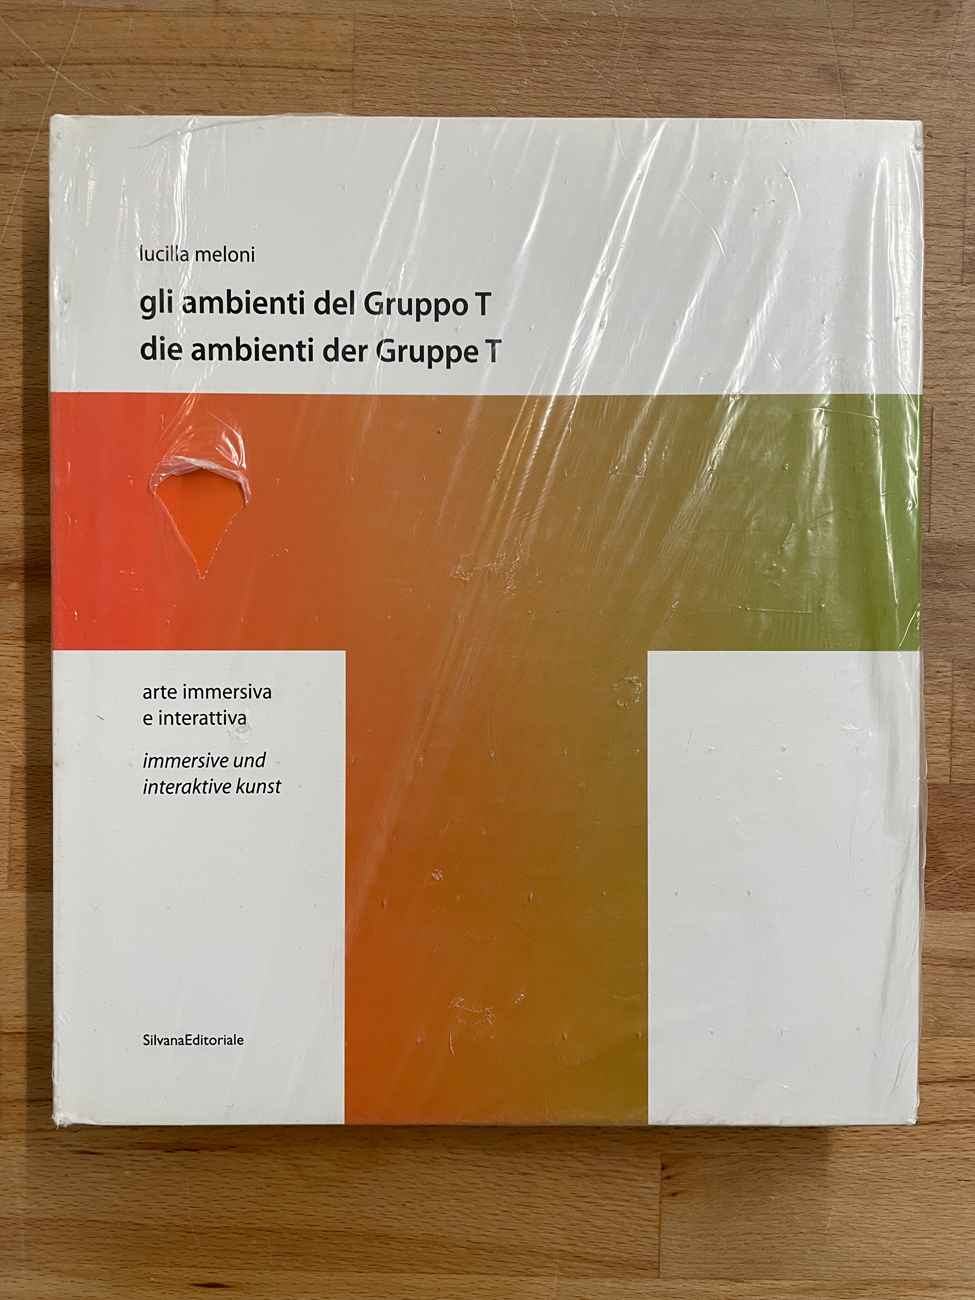 lucilla meloni
gli ambienti del Gruppo T
die ambienti der Gruppe T
arte immersiva
e interattiva
immersive und
interaktive kunst
SilvanaEditoriale